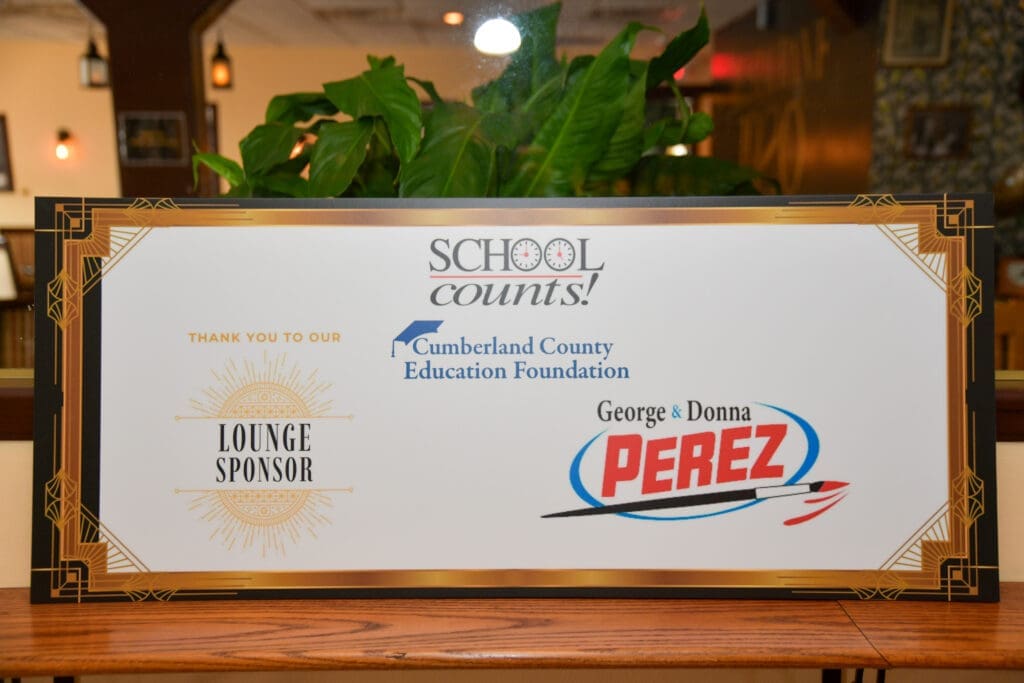 SCHOOL
counts!
Cumberland County
Education Foundation
THANK YOU TO OUR
LOUNGE
SPONSOR
George & Donna
PEREZ